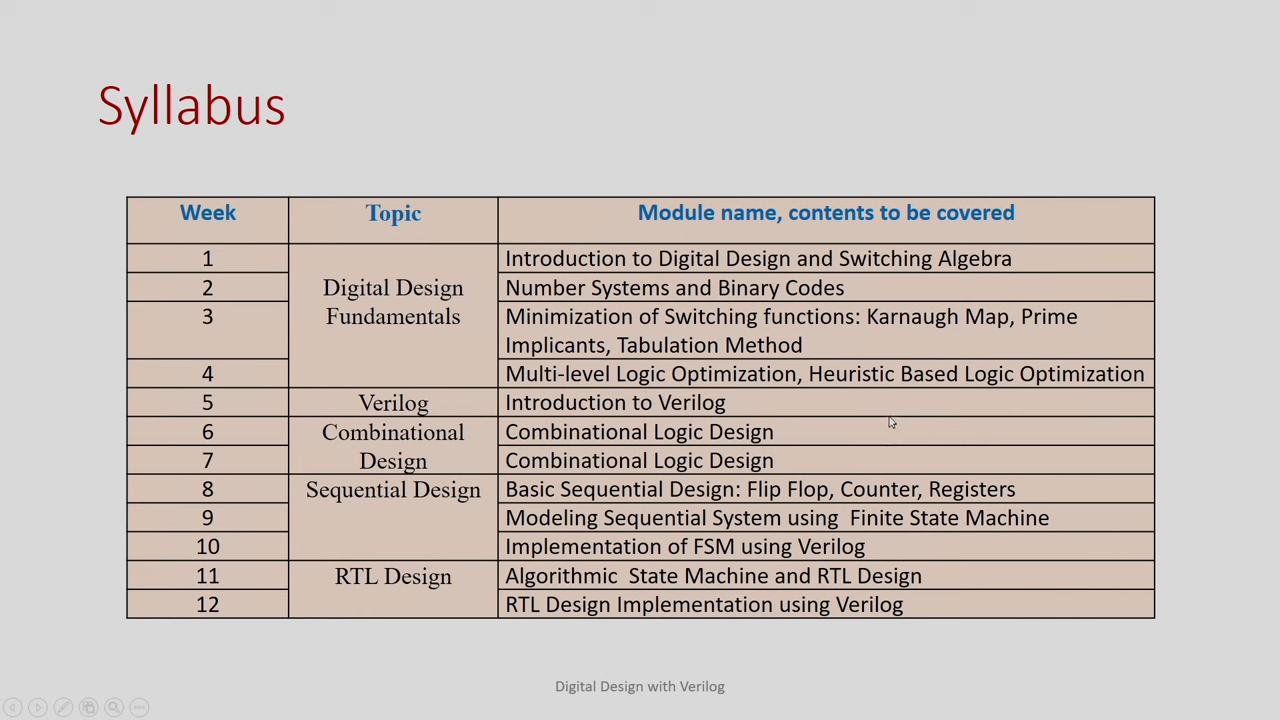 Syllabus
Week Topic Module name, contents to be covered
1 Introduction to Digital Design and Switching Algebra
2 Digital Design Number Systems and Binary Codes
3 Fundamentals Minimization of Switching functions: Karnaugh Map, Prime
Implicants, Tabulation Method
4 Multi-level Logic Optimization, Heuristic Based Logic Optimization
5 Verilog Introduction to Verilog
6 Combinational Combinational Logic Design
7 Design Combinational Logic Design
8 Sequential Design Basic Sequential Design: Flip Flop, Counter, Registers
9 Modeling Sequential System using Finite State Machine
10 Implementation of FSM using Verilog
11 RTL Design Algorithmic State Machine and RTL Design
12 RTL Design Implementation using Verilog
Digital Design with Verilog